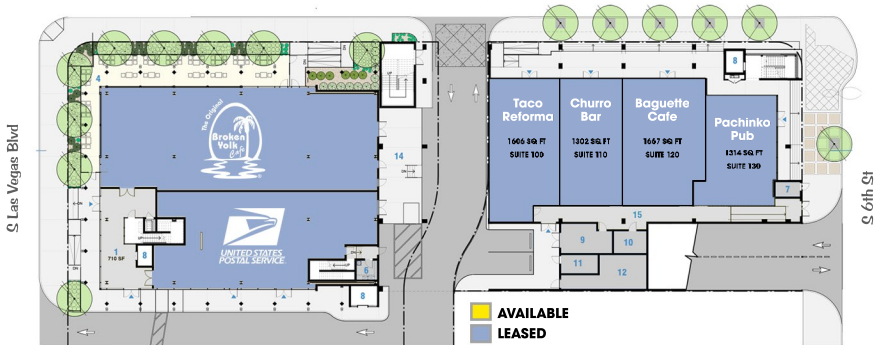 S Las Vegas Blvd
4
The Original
Broken
Yolk
Cafe
UNITED STATES
POSTAL SERVICE
1
710 SF
8
6
8
14
UP
DN
Taco
Reforma
1606 SQ FT
SUITE 100
Churro
Bar
1302 SQ FT
SUITE 110
Baguette
Cafe
1667 SQ FT
SUITE 120
Pachinko
Pub
1314 SQ FT
SUITE 130
8
7
15
9
10
11
12
S 6th St
AVAILABLE
LEASED